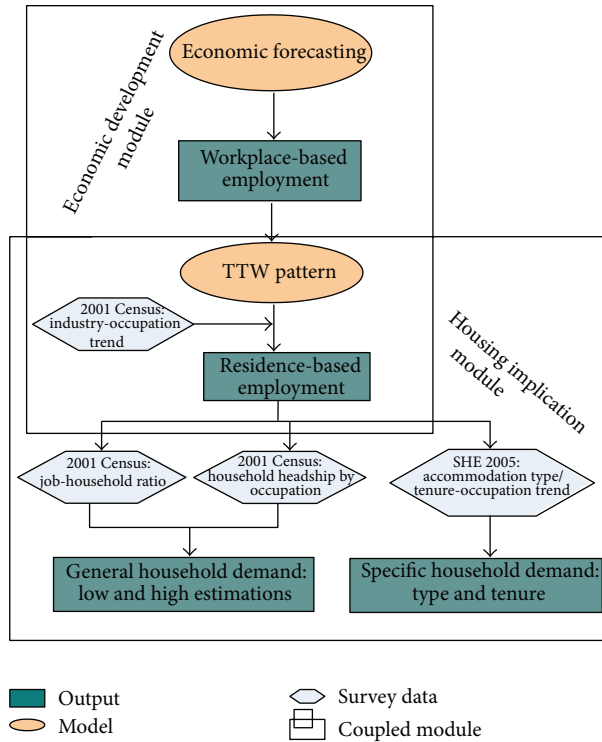 Economic forecasting
Economic development
module
Workplace-based
employment
TTW pattern
2001 Census:
industry-occupation
trend
Housing implication
module
Residence-based
employment
2001 Census:
job-household ratio
2001 Census:
household headship by
occupation
SHE 2005:
accommodation type/
tenure-occupation trend
General household demand:
low and high estimations
Specific household demand:
type and tenure
Output
Survey data
Model
Coupled module